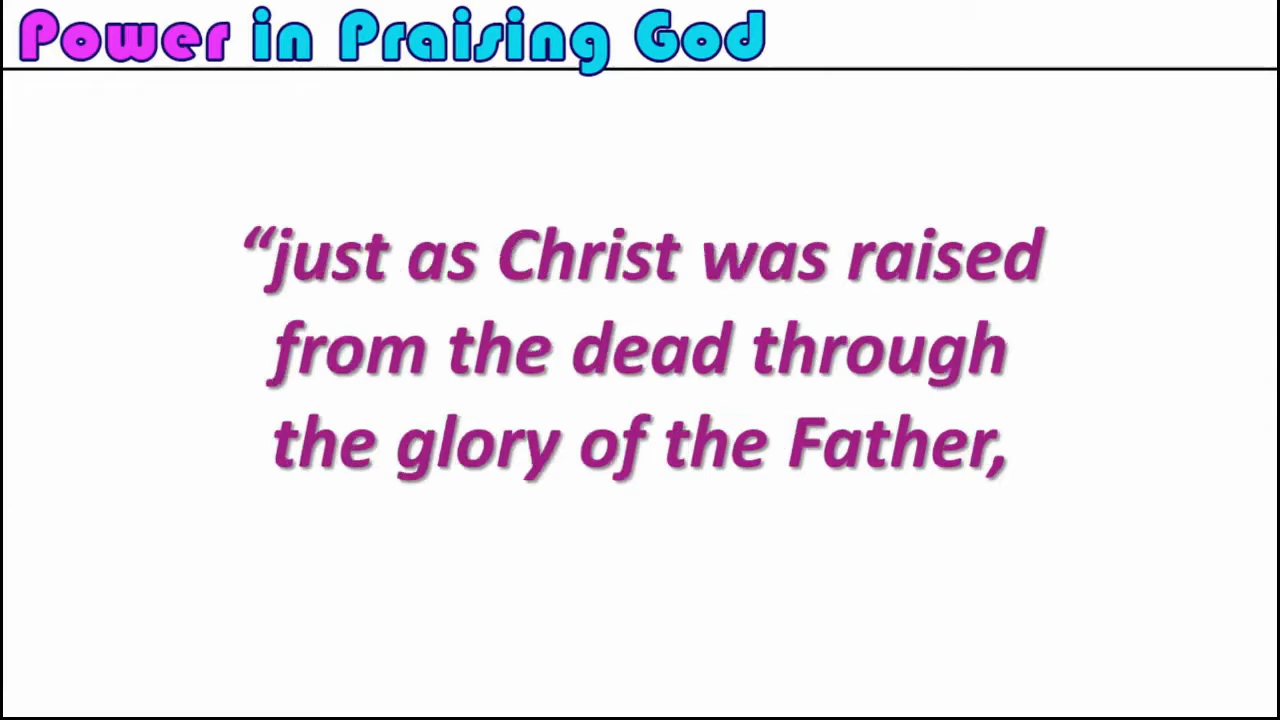 Power in Praising God
“just as Christ was raised
from the dead through
the glory of the Father,